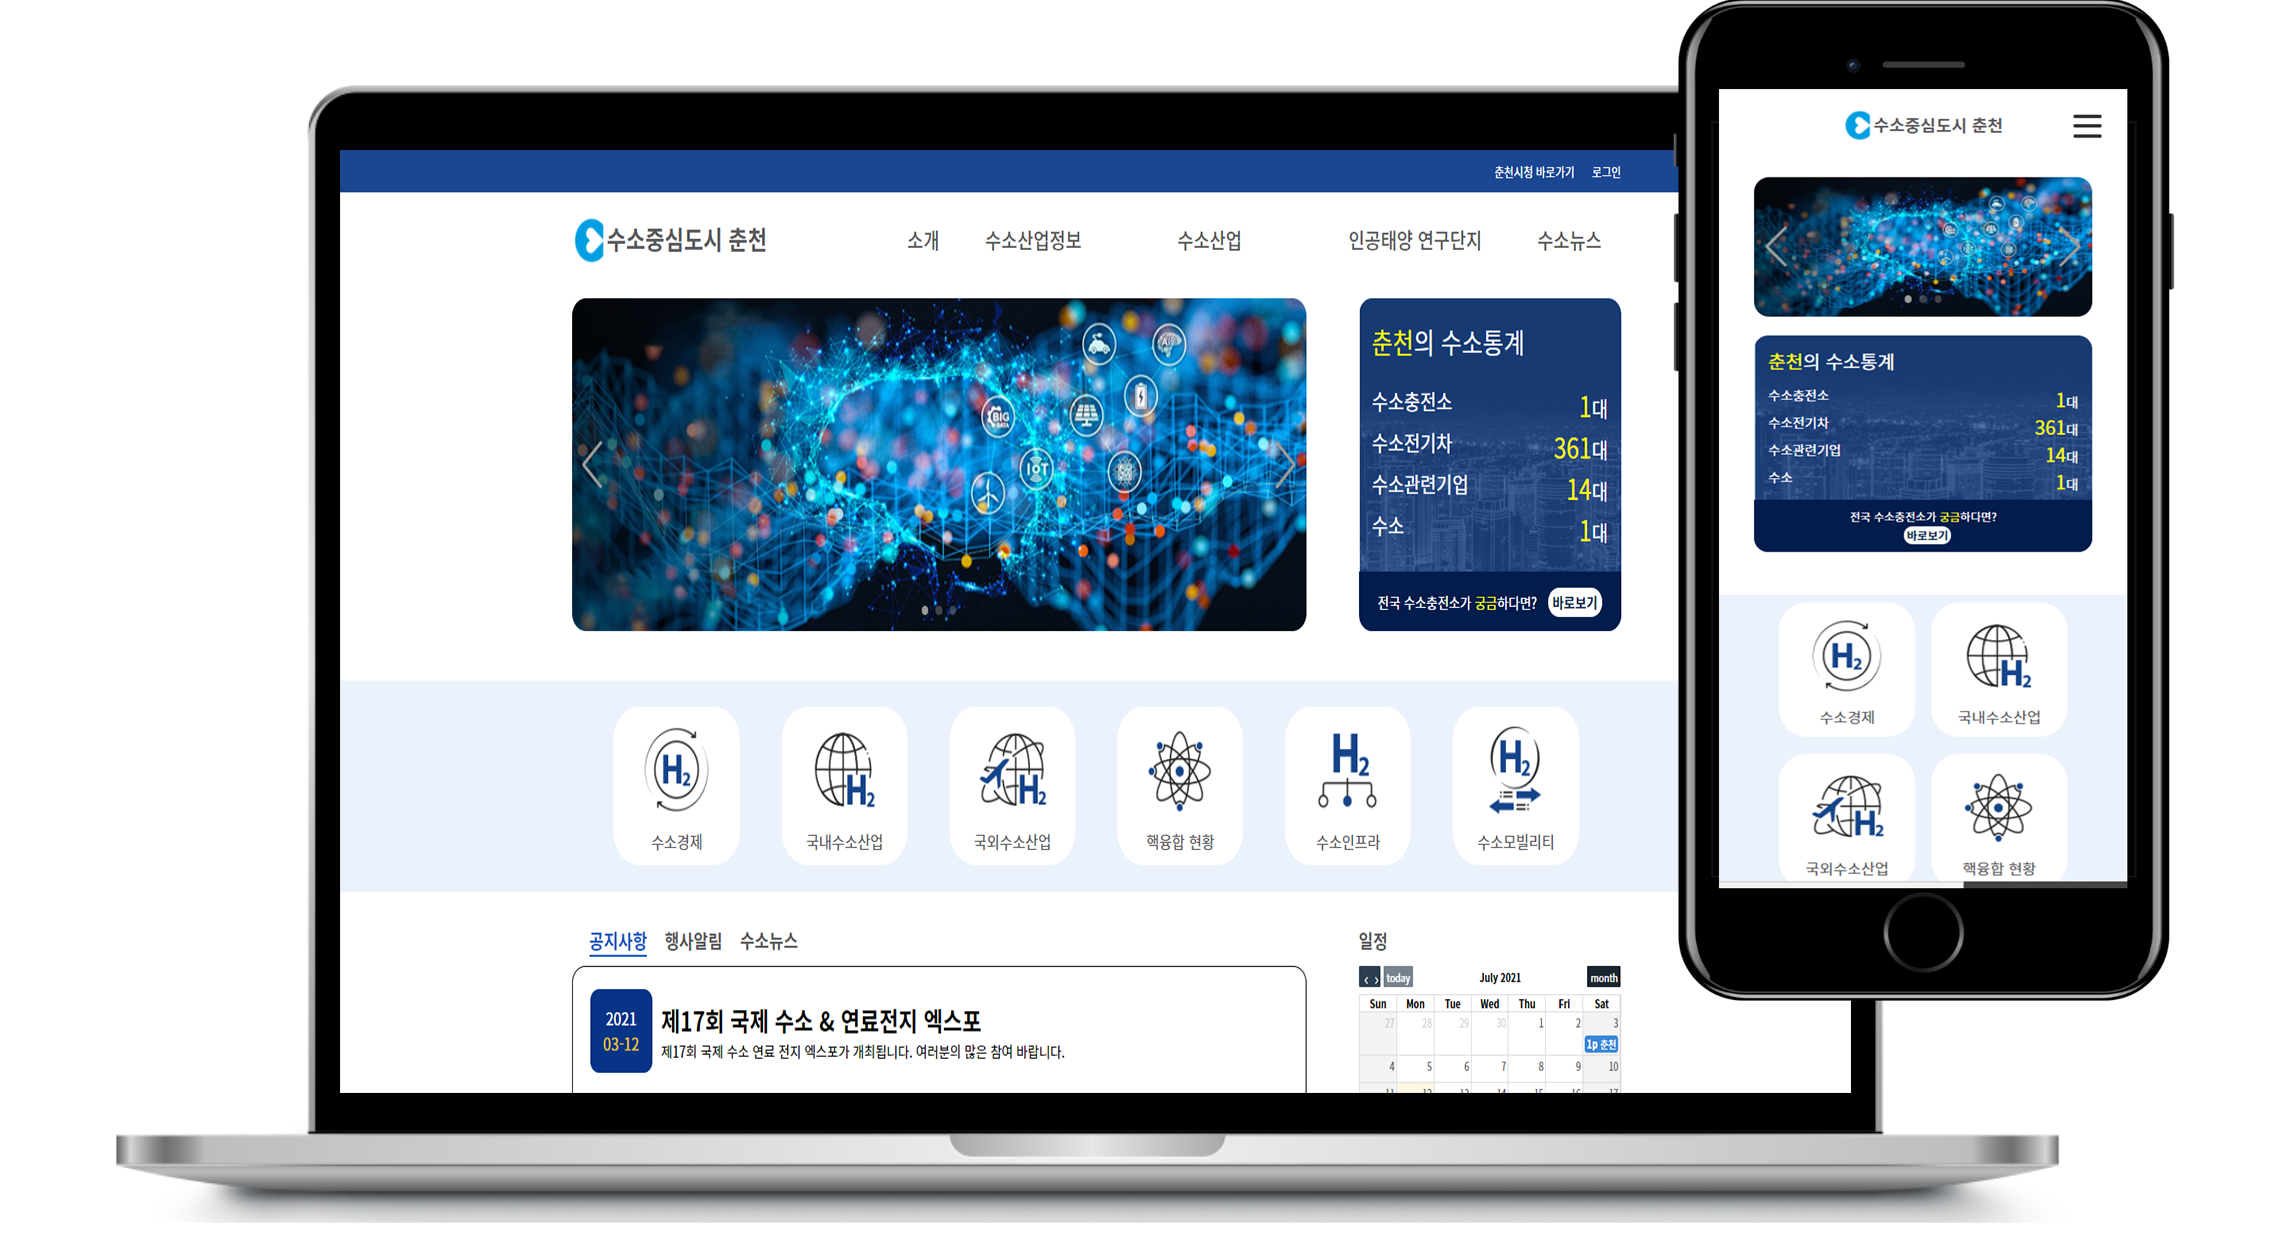 춘천시청 바로가기 로그인
수소중심도시 춘천
소개 수소산업정보 수소산업 인공태양 연구단지 수소뉴스
AI
BIG
DATA
IoT
춘천의 수소통계
수소충전소 1대
수소전기차 361대
수소관련기업 14대
수소 1대
전국 수소충전소가 궁금하다면? 바로보기
H2
수소경제
H2
국내수소산업
H2
국외수소산업
핵융합 현황
H2
수소인프라
H2
수소모빌리티
공지사항 행사알림 수소뉴스
2021
03-12
제17회 국제 수소 & 연료전지 엑스포
제17회 국제 수소 연료 전지 엑스포가 개최됩니다. 여러분의 많은 참여 바랍니다.
일정
‹ › today July 2021 month
Sun Mon Tue Wed Thu Fri Sat
27 28 29 30 1 2 3
1p 춘천
4 5 6 7 8 9 10
11 12 13 14 15 16 17
수소중심도시 춘천
춘천의 수소통계
수소충전소 1대
수소전기차 361대
수소관련기업 14대
수소 1대
전국 수소충전소가 궁금하다면?
바로보기
H2
수소경제
H2
국내수소산업
H2
국외수소산업
핵융합 현황